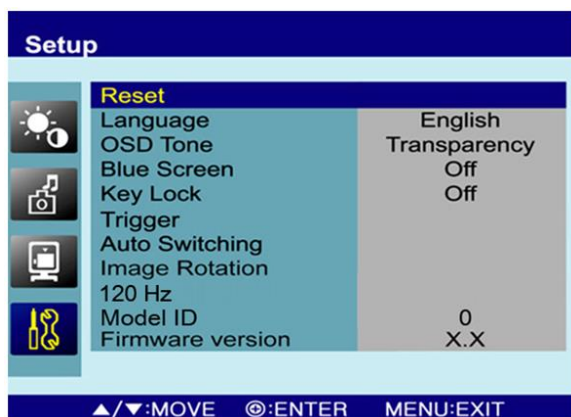 Setup
Reset
Language English
OSD Tone Transparency
Blue Screen Off
Key Lock Off
Trigger
Auto Switching
Image Rotation
120 Hz
Model ID 0
Firmware version X.X
▲/▼:MOVE ◎:ENTER MENU:EXIT